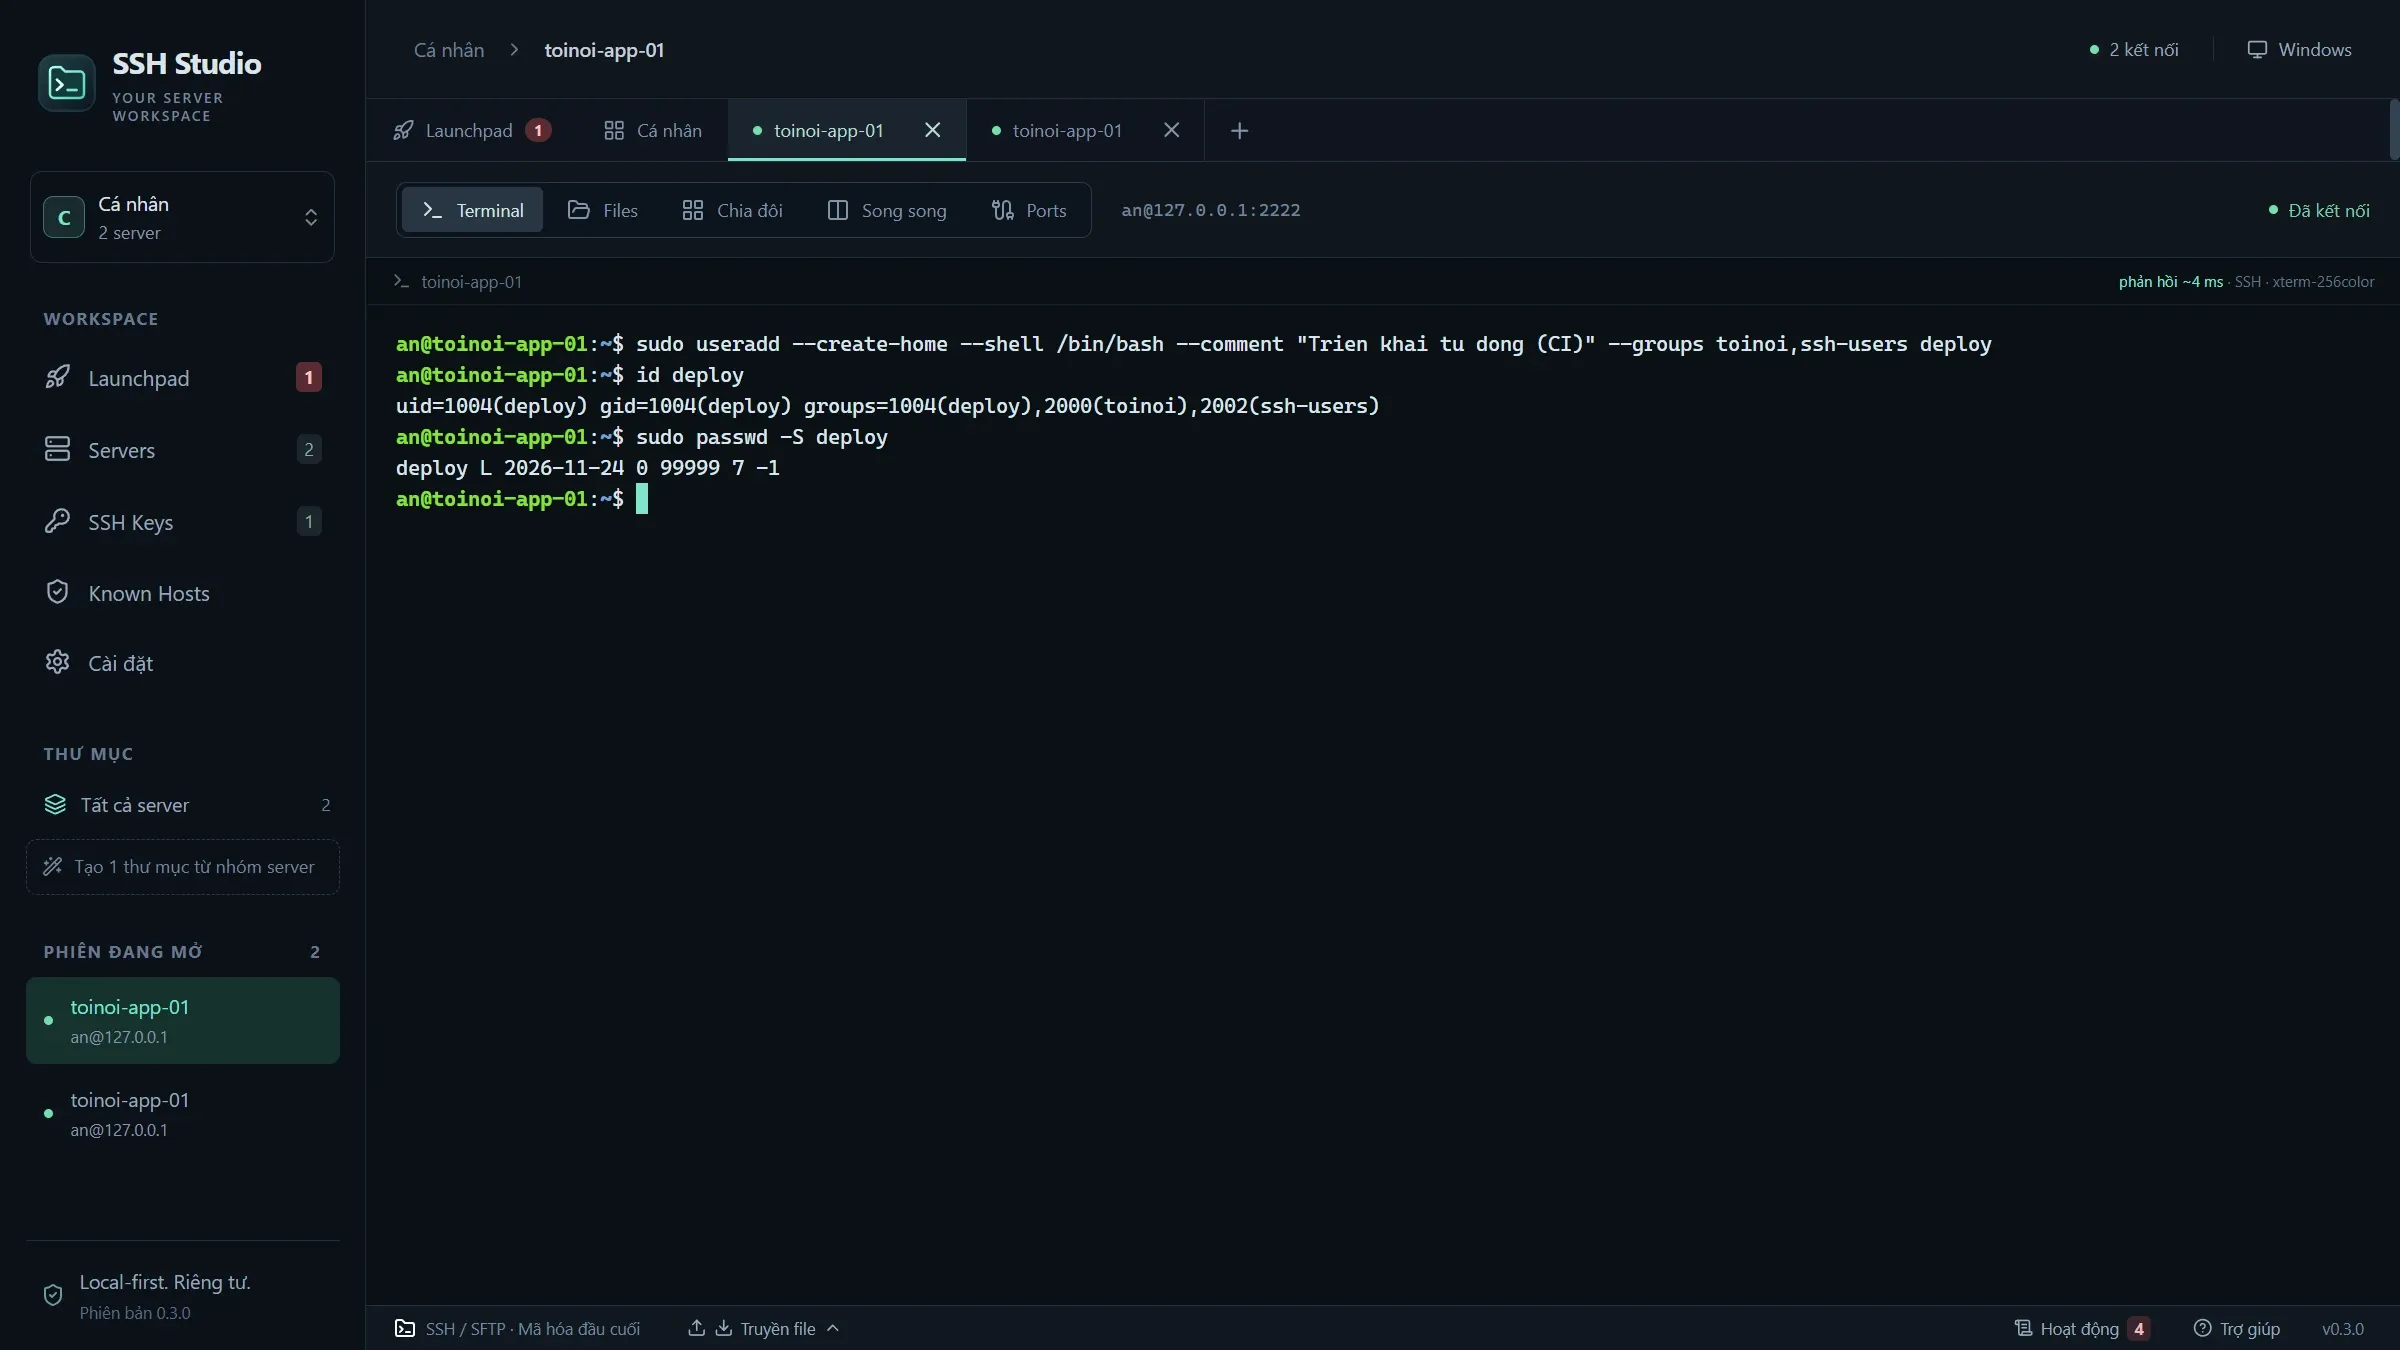 SSH Studio
YOUR SERVER
WORKSPACE
C
Cá nhân
2 server
WORKSPACE
Launchpad 1
Servers 2
SSH Keys 1
Known Hosts
Cài đặt
THƯ MỤC
Tất cả server 2
Tạo 1 thư mục từ nhóm server
PHIÊN ĐANG MỞ 2
toinoi-app-01
an@127.0.0.1
toinoi-app-01
an@127.0.0.1
Local-first. Riêng tư.
Phiên bản 0.3.0
Cá nhân > toinoi-app-01
2 kết nối
Windows
Launchpad 1
Cá nhân
toinoi-app-01
toinoi-app-01
Terminal
Files
Chia đôi
Song song
Ports
an@127.0.0.1:2222
Đã kết nối
toinoi-app-01
phản hồi ~4 ms · SSH · xterm-256color
an@toinoi-app-01:~$ sudo useradd --create-home --shell /bin/bash --comment "Trien khai tu dong (CI)" --groups toinoi,ssh-users deploy
an@toinoi-app-01:~$ id deploy
uid=1004(deploy) gid=1004(deploy) groups=1004(deploy),2000(toinoi),2002(ssh-users)
an@toinoi-app-01:~$ sudo passwd -S deploy
deploy L 2026-11-24 0 99999 7 -1
an@toinoi-app-01:~$
SSH / SFTP · Mã hóa đầu cuối
Truyền file
Hoạt động 4
Trợ giúp
v0.3.0